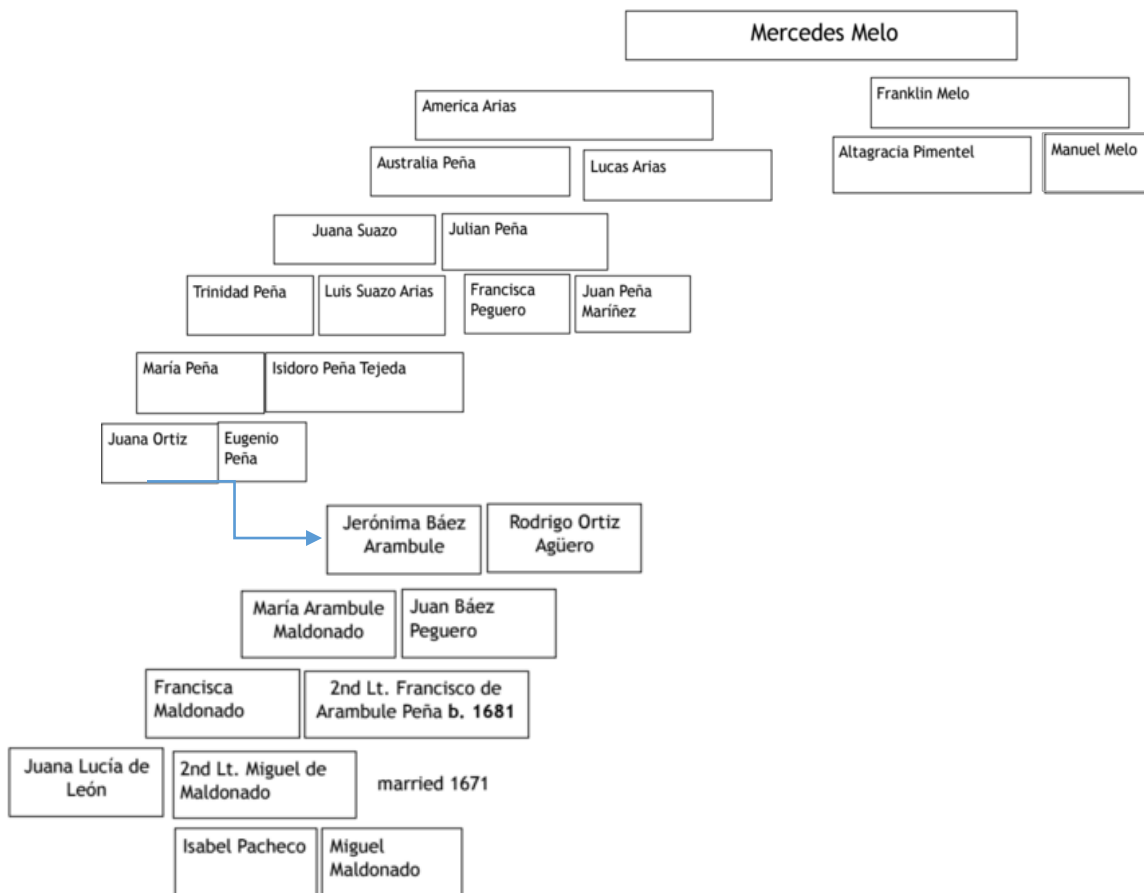 Mercedes Melo
America Arias
Franklin Melo
Australia Peña
Lucas Arias
Altagracia Pimentel
Manuel Melo
Juana Suazo
Julian Peña
Trinidad Peña
Luis Suazo Arias
Francisca
Peguero
Juan Peña
Maríñez
María Peña
Isidoro Peña Tejeda
Juana Ortiz
Eugenio
Peña
Jerónima Báez
Arambule
Rodrigo Ortiz
Agüero
María Arambule
Maldonado
Juan Báez
Peguero
Francisca
Maldonado
2nd Lt. Francisco de
Arambule Peña b. 1681
Juana Lucía de
León
2nd Lt. Miguel de
Maldonado
married 1671
Isabel Pacheco
Miguel
Maldonado